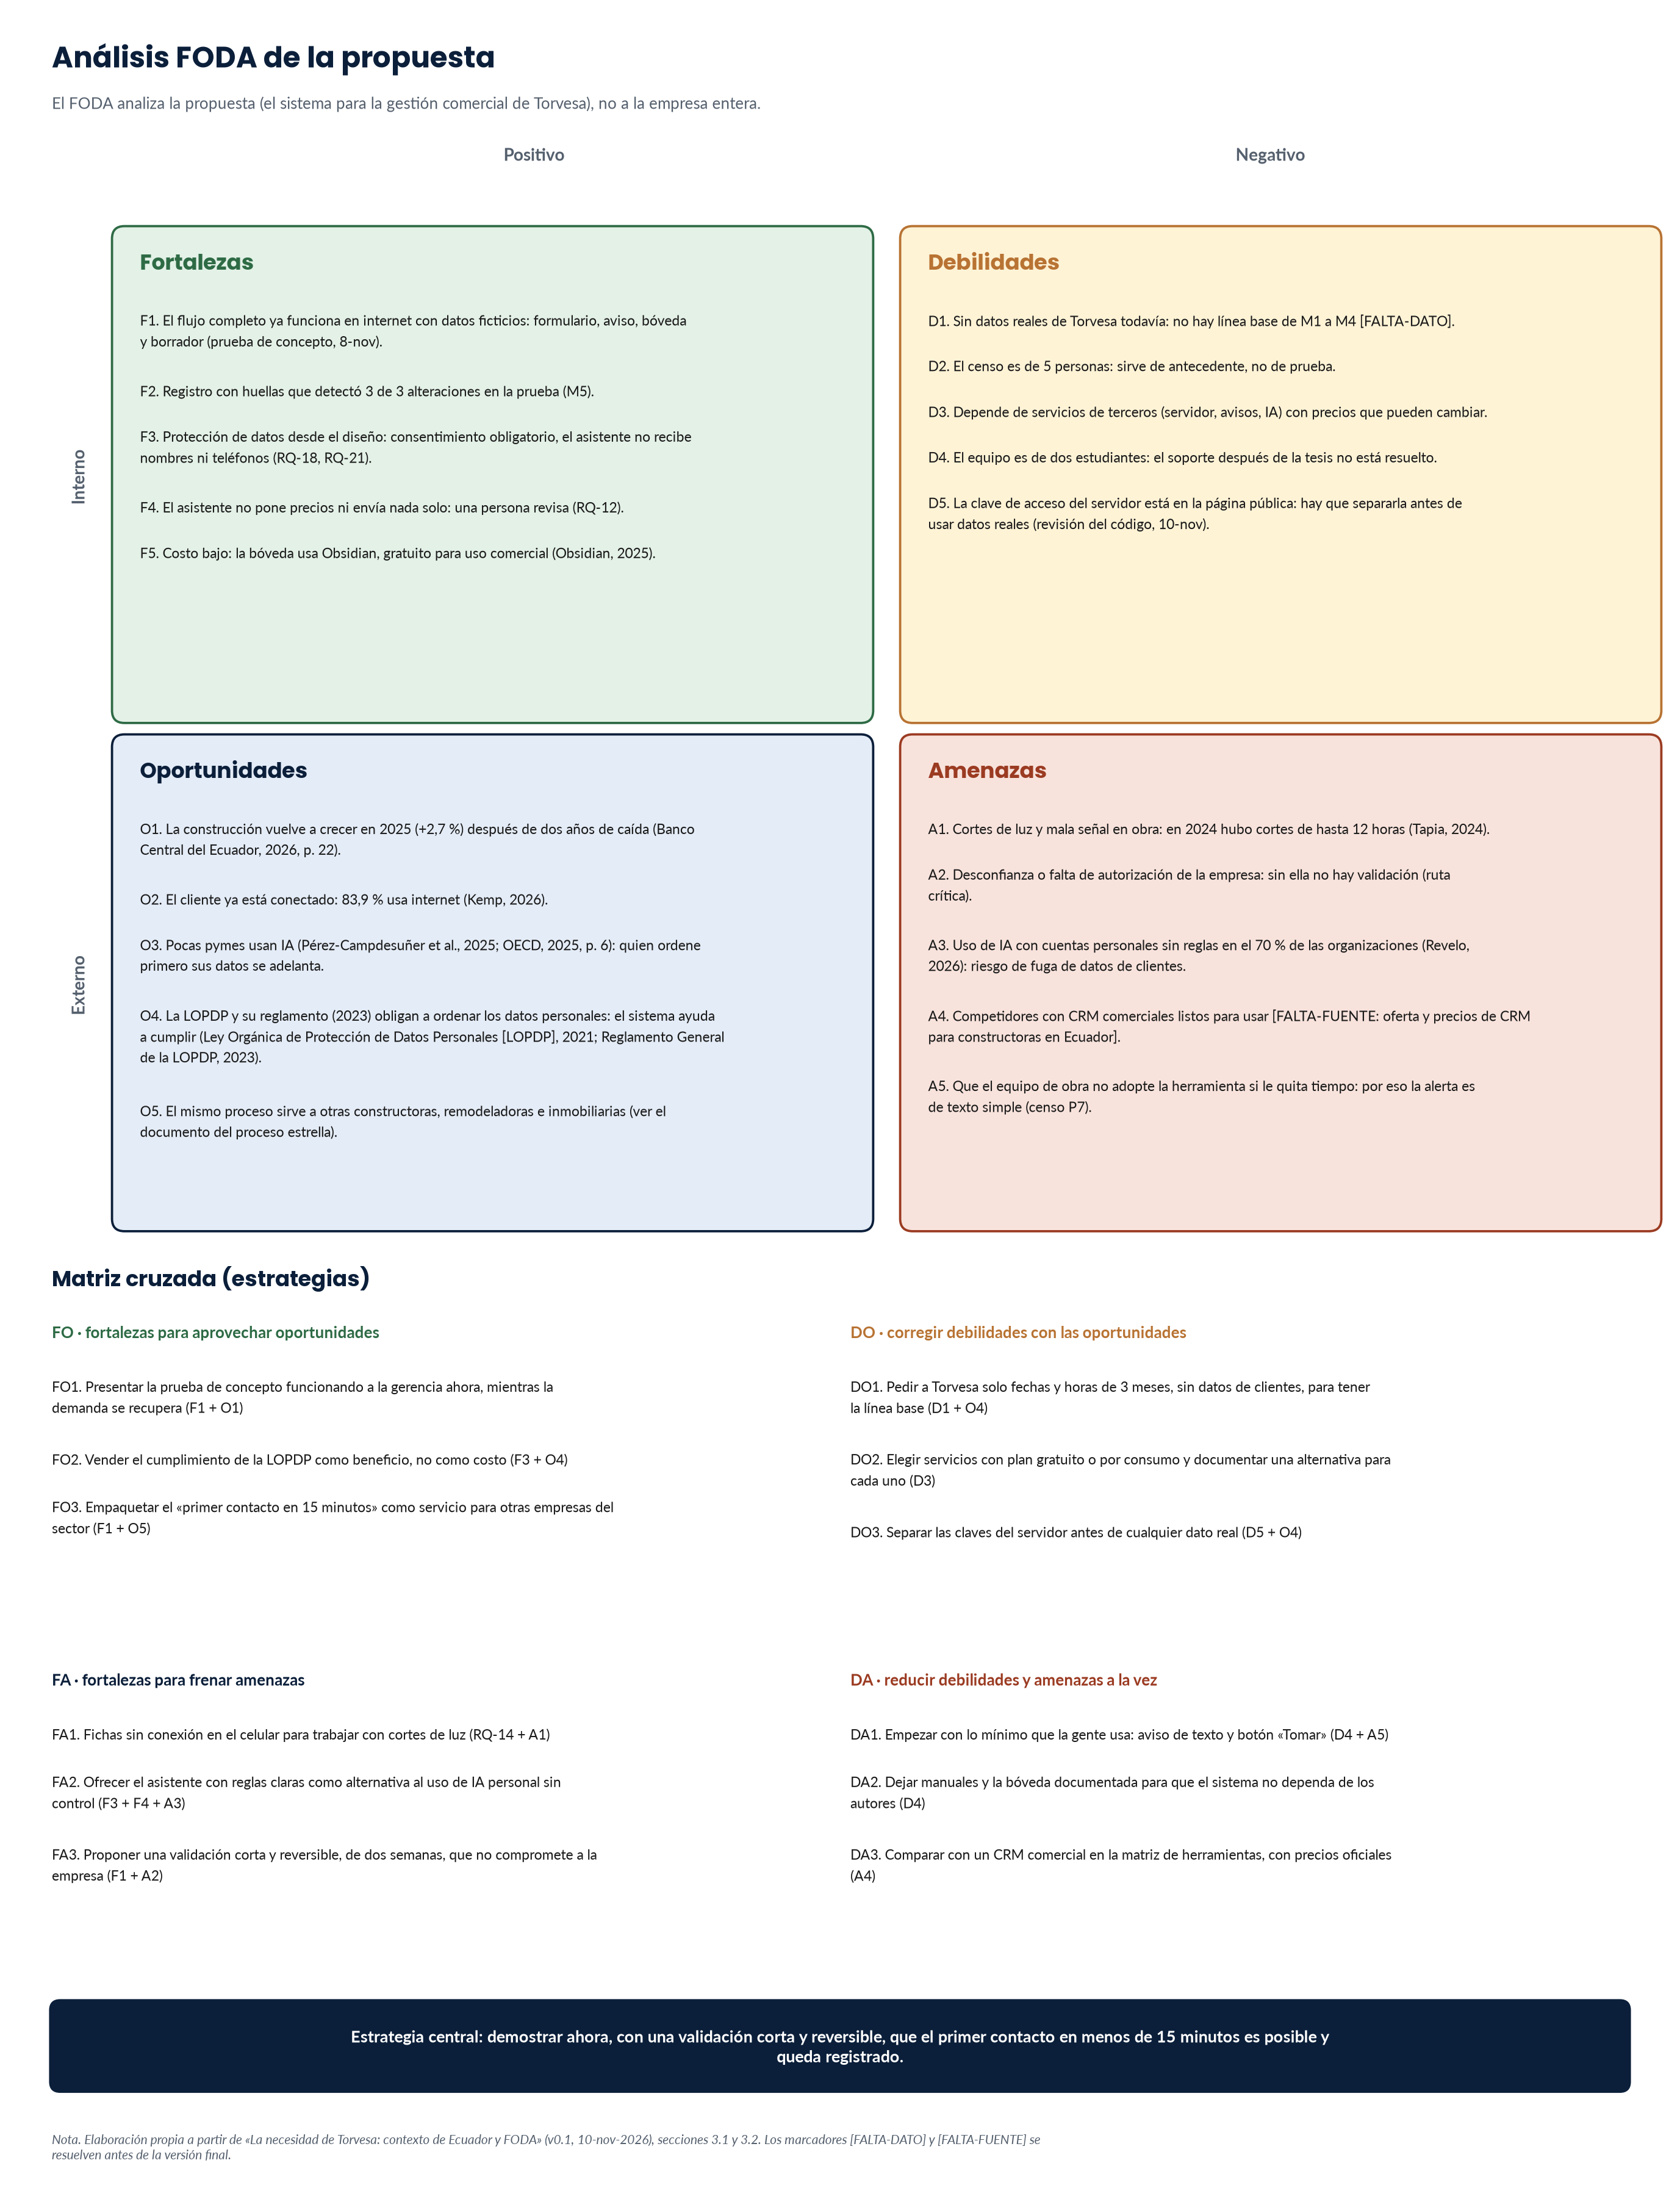 Análisis FODA de la propuesta
El FODA analiza la propuesta (el sistema para la gestión comercial de Torvesa), no a la empresa entera.
Positivo
Negativo
Interno
Fortalezas
F1. El flujo completo ya funciona en internet con datos ficticios: formulario, aviso, bóveda
y borrador (prueba de concepto, 8-nov).
F2. Registro con huellas que detectó 3 de 3 alteraciones en la prueba (M5).
F3. Protección de datos desde el diseño: consentimiento obligatorio, el asistente no recibe
nombres ni teléfonos (RQ-18, RQ-21).
F4. El asistente no pone precios ni envía nada solo: una persona revisa (RQ-12).
F5. Costo bajo: la bóveda usa Obsidian, gratuito para uso comercial (Obsidian, 2025).
Debilidades
D1. Sin datos reales de Torvesa todavía: no hay línea base de M1 a M4 [FALTA-DATO].
D2. El censo es de 5 personas: sirve de antecedente, no de prueba.
D3. Depende de servicios de terceros (servidor, avisos, IA) con precios que pueden cambiar.
D4. El equipo es de dos estudiantes: el soporte después de la tesis no está resuelto.
D5. La clave de acceso del servidor está en la página pública: hay que separarla antes de
usar datos reales (revisión del código, 10-nov).
Externo
Oportunidades
O1. La construcción vuelve a crecer en 2025 (+2,7 %) después de dos años de caída (Banco
Central del Ecuador, 2026, p. 22).
O2. El cliente ya está conectado: 83,9 % usa internet (Kemp, 2026).
O3. Pocas pymes usan IA (Pérez-Campdesuñer et al., 2025; OECD, 2025, p. 6): quien ordene
primero sus datos se adelanta.
O4. La LOPDP y su reglamento (2023) obligan a ordenar los datos personales: el sistema ayuda
a cumplir (Ley Orgánica de Protección de Datos Personales [LOPDP], 2021; Reglamento General
de la LOPDP, 2023).
O5. El mismo proceso sirve a otras constructoras, remodeladoras e inmobiliarias (ver el
documento del proceso estrella).
Amenazas
A1. Cortes de luz y mala señal en obra: en 2024 hubo cortes de hasta 12 horas (Tapia, 2024).
A2. Desconfianza o falta de autorización de la empresa: sin ella no hay validación (ruta
crítica).
A3. Uso de IA con cuentas personales sin reglas en el 70 % de las organizaciones (Revelo,
2026): riesgo de fuga de datos de clientes.
A4. Competidores con CRM comerciales listos para usar [FALTA-FUENTE: oferta y precios de CRM
para constructoras en Ecuador].
A5. Que el equipo de obra no adopte la herramienta si le quita tiempo: por eso la alerta es
de texto simple (censo P7).
Matriz cruzada (estrategias)
FO · fortalezas para aprovechar oportunidades
FO1. Presentar la prueba de concepto funcionando a la gerencia ahora, mientras la
demanda se recupera (F1 + O1)
FO2. Vender el cumplimiento de la LOPDP como beneficio, no como costo (F3 + O4)
FO3. Empaquetar el «primer contacto en 15 minutos» como servicio para otras empresas del
sector (F1 + O5)
DO · corregir debilidades con las oportunidades
DO1. Pedir a Torvesa solo fechas y horas de 3 meses, sin datos de clientes, para tener
la línea base (D1 + O4)
DO2. Elegir servicios con plan gratuito o por consumo y documentar una alternativa para
cada uno (D3)
DO3. Separar las claves del servidor antes de cualquier dato real (D5 + O4)
FA · fortalezas para frenar amenazas
FA1. Fichas sin conexión en el celular para trabajar con cortes de luz (RQ-14 + A1)
FA2. Ofrecer el asistente con reglas claras como alternativa al uso de IA personal sin
control (F3 + F4 + A3)
FA3. Proponer una validación corta y reversible, de dos semanas, que no compromete a la
empresa (F1 + A2)
DA · reducir debilidades y amenazas a la vez
DA1. Empezar con lo mínimo que la gente usa: aviso de texto y botón «Tomar» (D4 + A5)
DA2. Dejar manuales y la bóveda documentada para que el sistema no dependa de los
autores (D4)
DA3. Comparar con un CRM comercial en la matriz de herramientas, con precios oficiales
(A4)
Estrategia central: demostrar ahora, con una validación corta y reversible, que el primer contacto en menos de 15 minutos es posible y
queda registrado.
Nota. Elaboración propia a partir de «La necesidad de Torvesa: contexto de Ecuador y FODA» (v0.1, 10-nov-2026), secciones 3.1 y 3.2. Los marcadores [FALTA-DATO] y [FALTA-FUENTE] se
resuelven antes de la versión final.